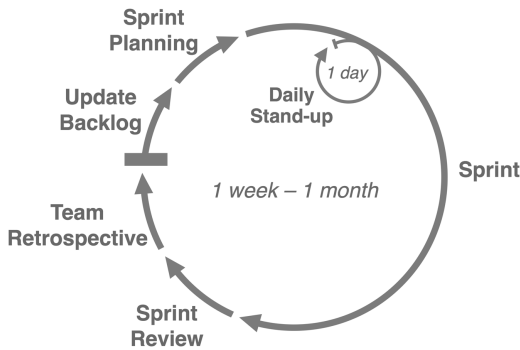 Sprint
Planning
1 day
Daily
Stand-up
Update
Backlog
Sprint
1 week – 1 month
Team
Retrospective
Sprint
Review